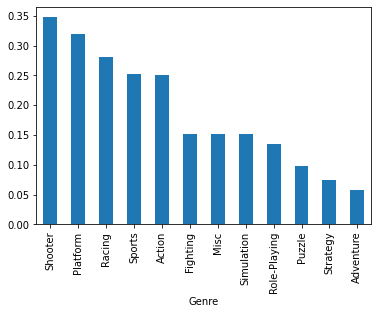 0.35
0.30
0.25
0.20
0.15
0.10
0.05
0.00
Shooter
Platform
Racing
Sports
Action
Fighting
Misc
Simulation
Role-Playing
Puzzle
Strategy
Adventure
Genre